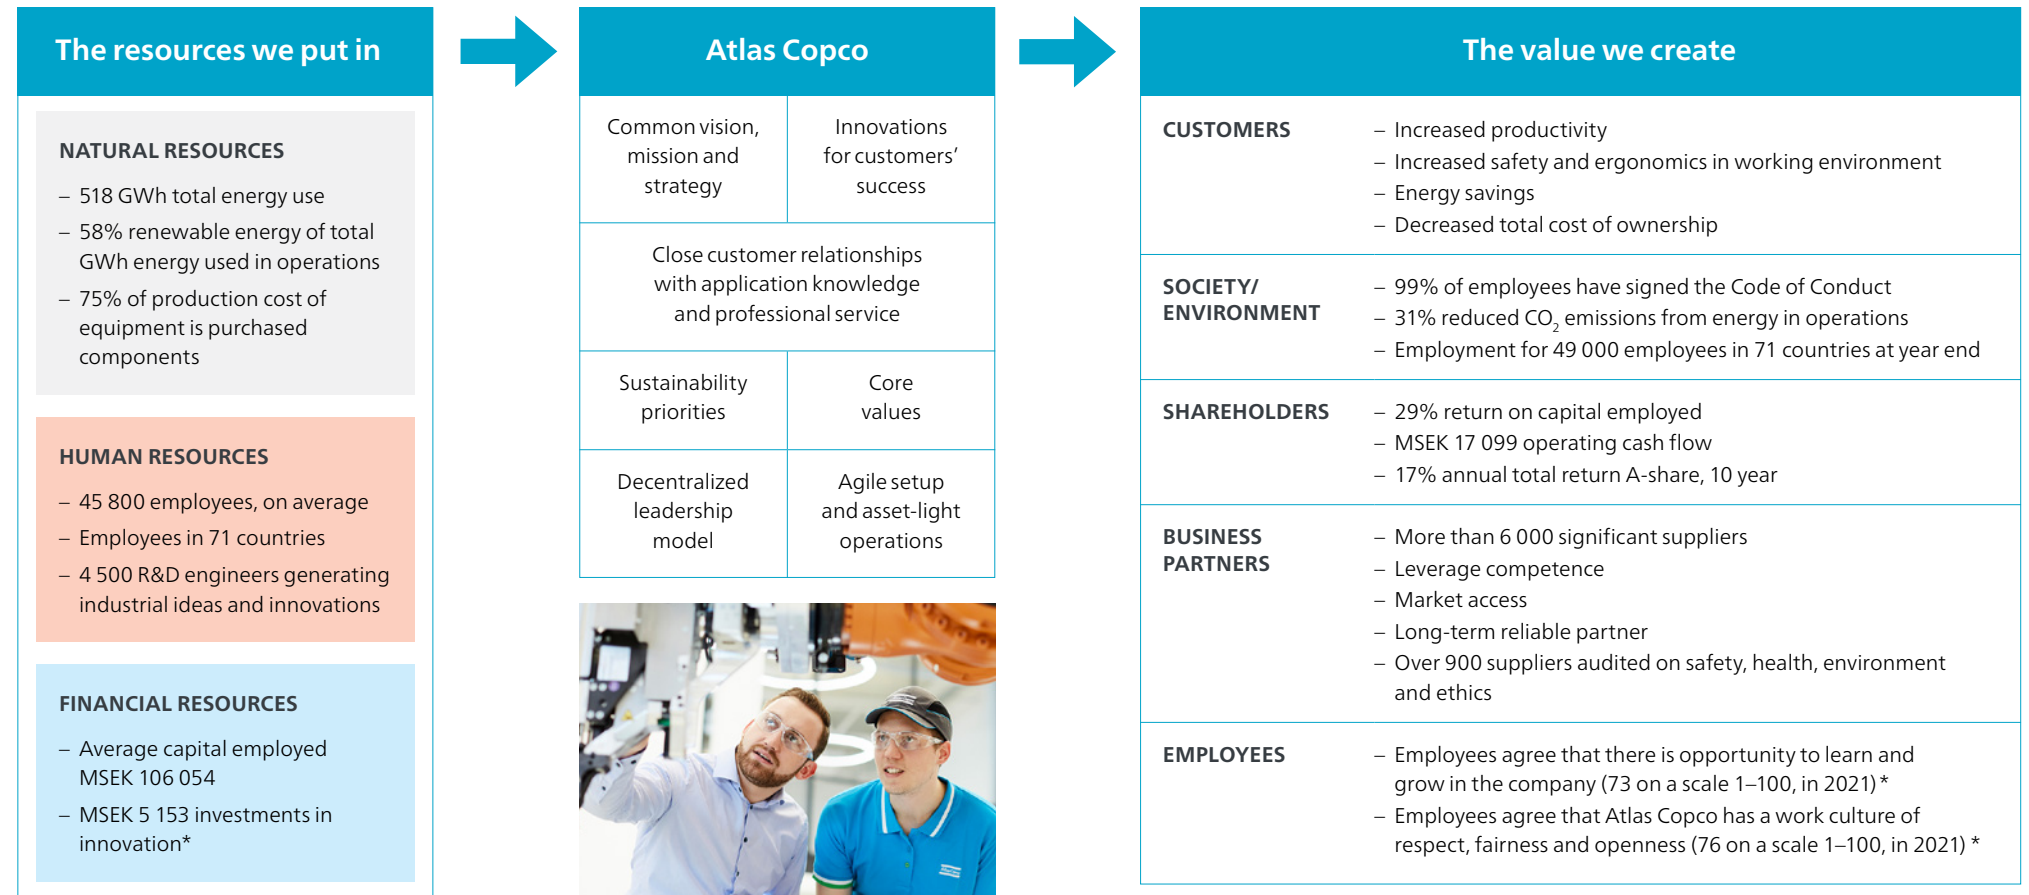 The resources we put in
NATURAL RESOURCES
– 518 GWh total energy use
– 58% renewable energy of total
GWh energy used in operations
– 75% of production cost of
equipment is purchased
components
HUMAN RESOURCES
– 45 800 employees, on average
– Employees in 71 countries
– 4 500 R&D engineers generating
industrial ideas and innovations
FINANCIAL RESOURCES
– Average capital employed
MSEK 106 054
– MSEK 5 153 investments in
innovation*
Atlas Copco
Common vision,
mission and
strategy
Innovations
for customers’
success
Close customer relationships
with application knowledge
and professional service
Sustainability
priorities
Core
values
Decentralized
leadership
model
Agile setup
and asset-light
operations
The value we create
CUSTOMERS
– Increased productivity
– Increased safety and ergonomics in working environment
– Energy savings
– Decreased total cost of ownership
SOCIETY/
ENVIRONMENT
– 99% of employees have signed the Code of Conduct
– 31% reduced CO₂ emissions from energy in operations
– Employment for 49 000 employees in 71 countries at year end
SHAREHOLDERS
– 29% return on capital employed
– MSEK 17 099 operating cash flow
– 17% annual total return A-share, 10 year
BUSINESS
PARTNERS
– More than 6 000 significant suppliers
– Leverage competence
– Market access
– Long-term reliable partner
– Over 900 suppliers audited on safety, health, environment
and ethics
EMPLOYEES
– Employees agree that there is opportunity to learn and
grow in the company (73 on a scale 1–100, in 2021) *
– Employees agree that Atlas Copco has a work culture of
respect, fairness and openness (76 on a scale 1–100, in 2021) *